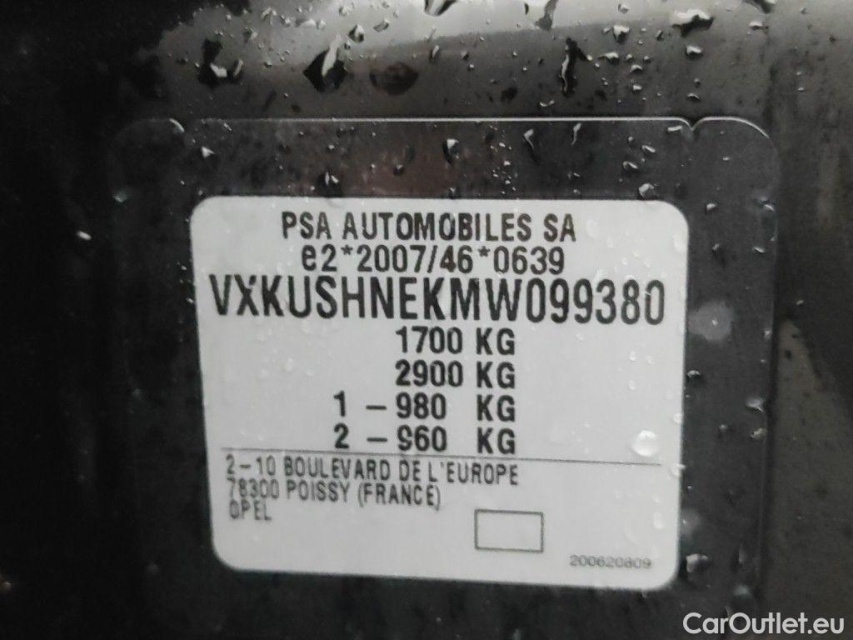 PSA AUTOMOBILES SA
e2*2007/46*0639
VXKUSHNEKMW099380
1700 KG
2900 KG
1 - 980 KG
2 - 960 KG
2-10 BOULEVARD DE L'EUROPE
78300 POISSY (FRANCE)
OPEL
200620809
CarOutlet.eu